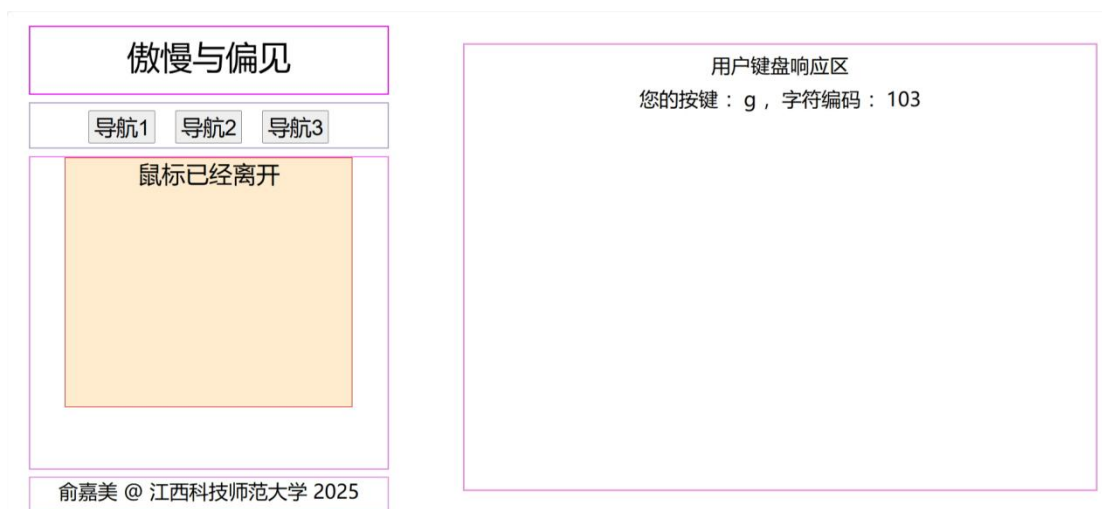 傲慢与偏见
导航1 导航2 导航3
鼠标已经离开
俞嘉美 @ 江西科技师范大学 2025
用户键盘响应区
您的按键： g ，字符编码： 103